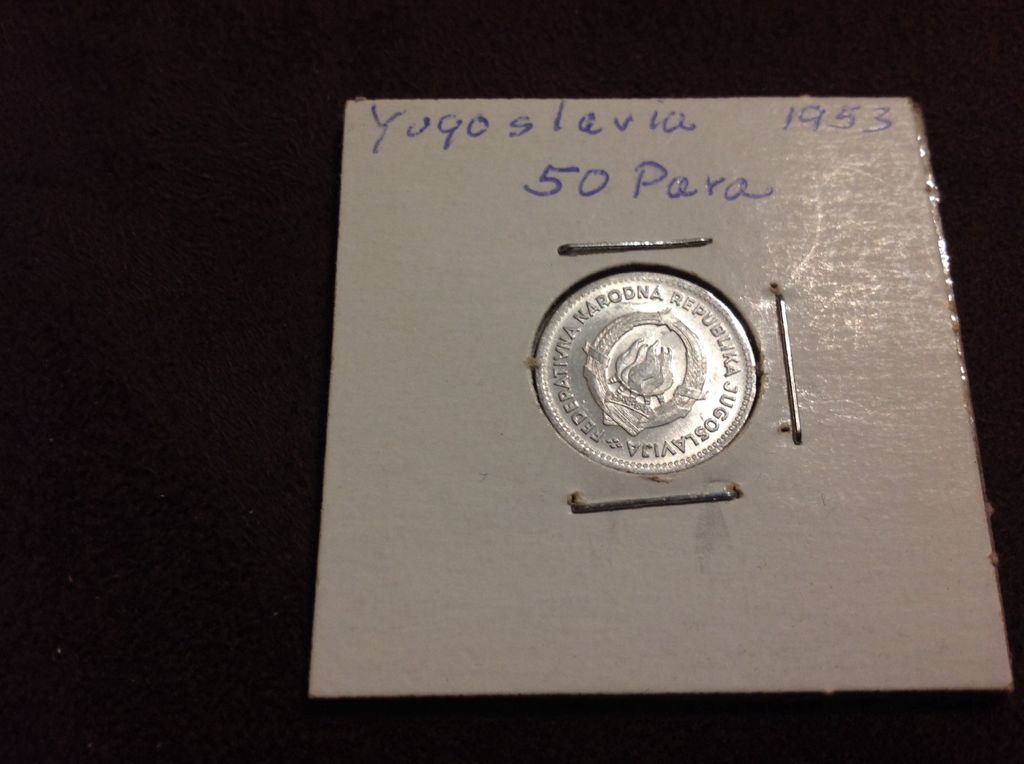 Yugoslavia 1953
50 Para
FEDERATIVNA NARODNA REPUBLIKA JUGOSLAVIJA